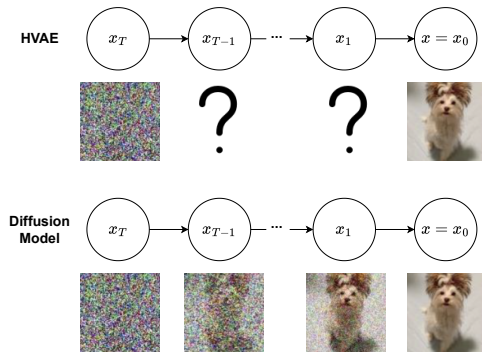 HVAE
x_T
x_{T-1}
...
x_1
x = x_0
?
?
Diffusion
Model
x_T
x_{T-1}
...
x_1
x = x_0